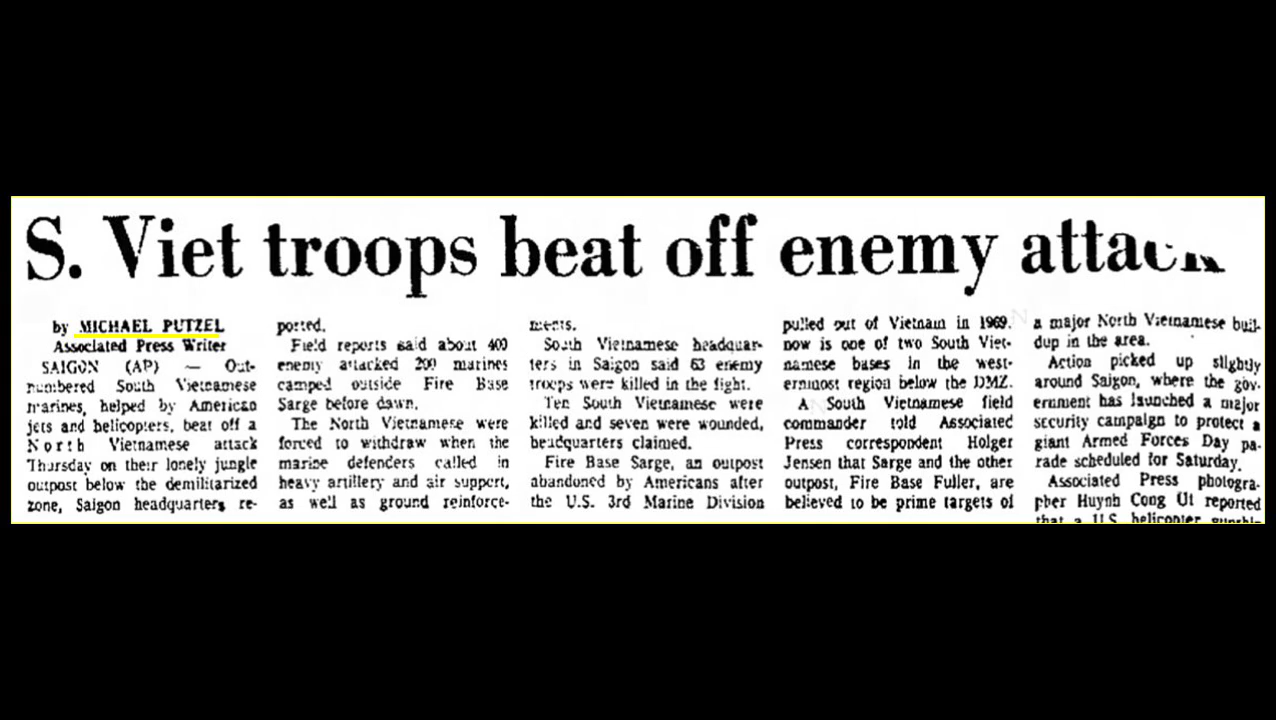 S. Viet troops beat off enemy attack
by MICHAEL PUTZEL
Associated Press Writer
SAIGON (AP) — Out-
numbered South Vietnamese
marines, helped by American
jets and helicopters, beat off a
North Vietnamese attack
Thursday on their lonely jungle
outpost below the demilitarized
zone, Saigon headquarters re-
ported.
Field reports said about 400
enemy attacked 200 marines
camped outside Fire Base
Sarge before dawn.
The North Vietnamese were
forced to withdraw when the
marine defenders called in
heavy artillery and air support,
as well as ground reinforce-
ments.
South Vietnamese headquar-
ters in Saigon said 63 enemy
troops were killed in the fight.
Ten South Vietnamese were
killed and seven were wounded,
headquarters claimed.
Fire Base Sarge, an outpost
abandoned by Americans after
the U.S. 3rd Marine Division
pulled out of Vietnam in 1969.
now is one of two South Viet-
namese bases in the west-
ernmost region below the DMZ.
A South Vietnamese field
commander told Associated
Press correspondent Holger
Jensen that Sarge and the other
outpost, Fire Base Fuller, are
believed to be prime targets of
a major North Vietnamese buil-
dup in the area.
Action picked up slightly
around Saigon, where the gov-
ernment has launched a major
security campaign to protect a
giant Armed Forces Day pa-
rade scheduled for Saturday.
Associated Press photogra-
pher Huynh Cong Ut reported
that a U.S. helicopter gunshi-